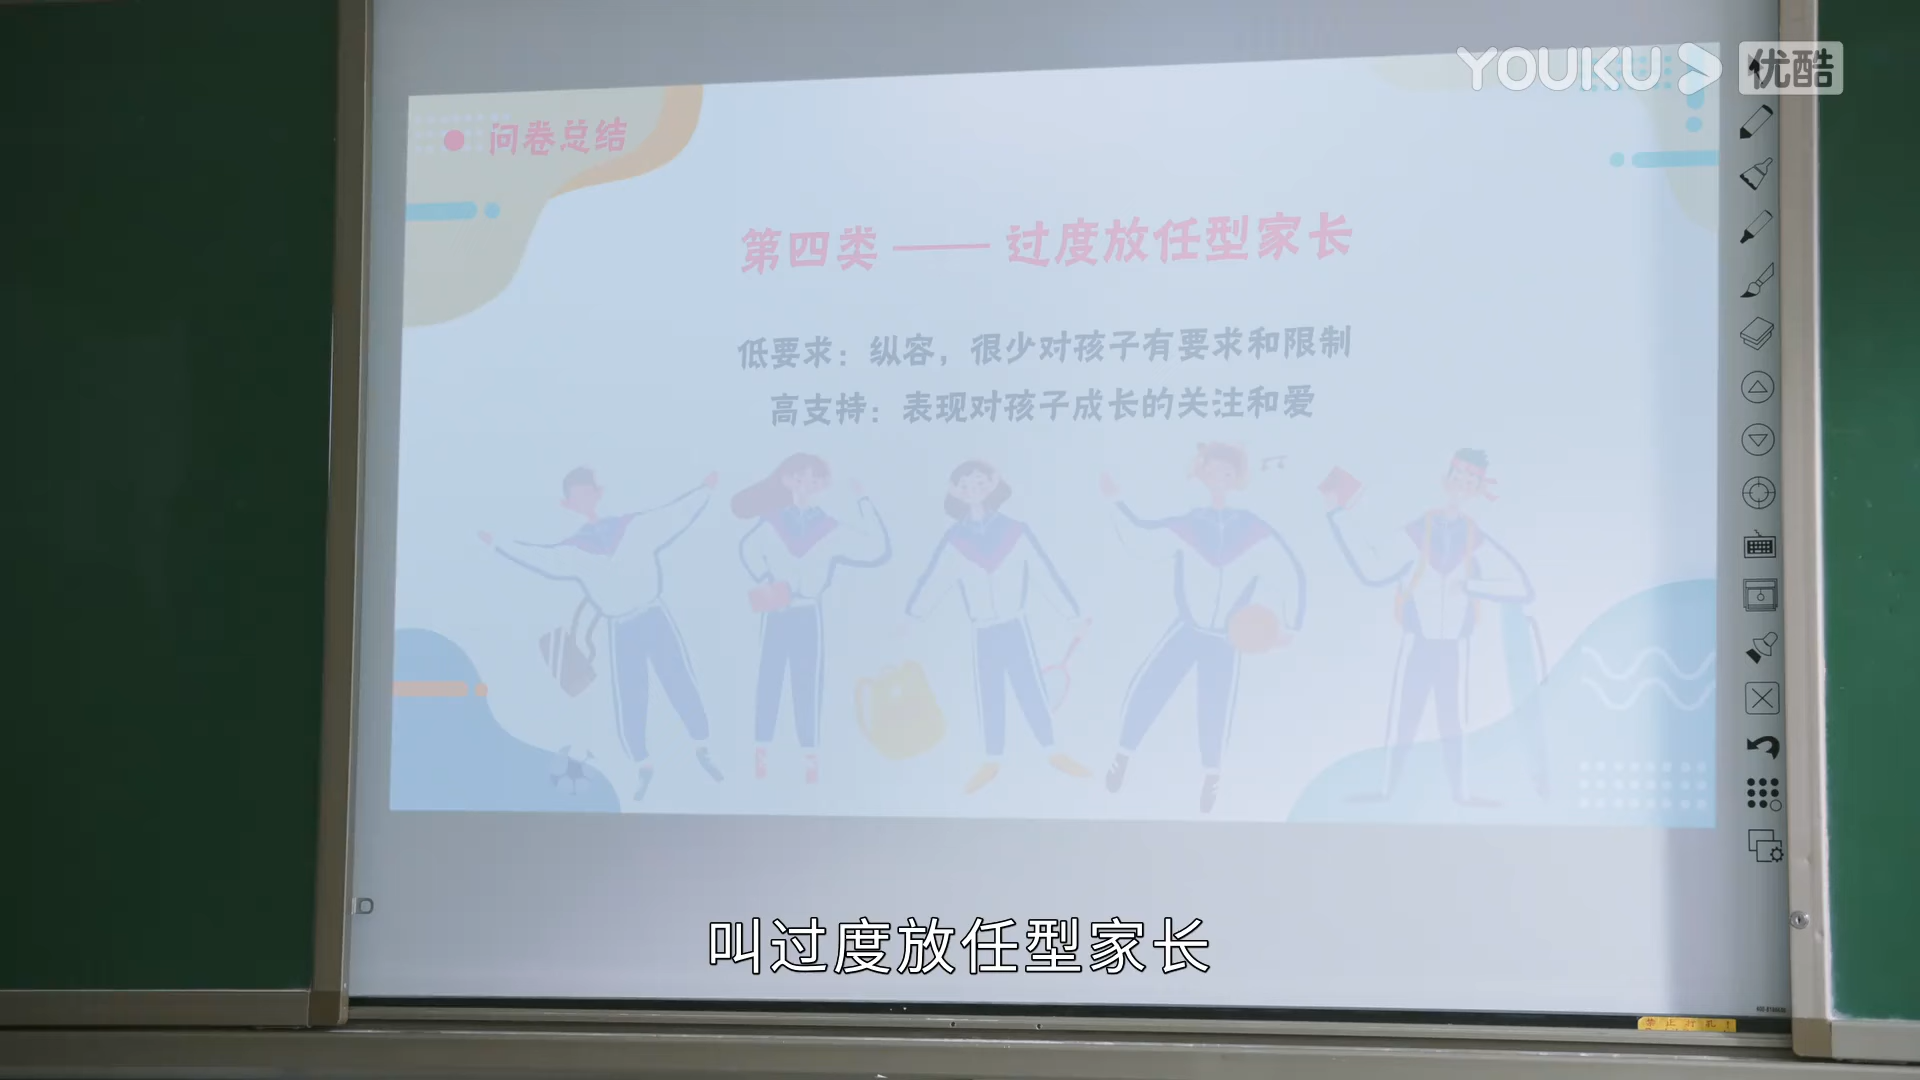 YOUKU 优酷
问卷总结
第四类 —— 过度放任型家长
低要求：纵容，很少对孩子有要求和限制
高支持：表现对孩子成长的关注和爱
叫过度放任型家长